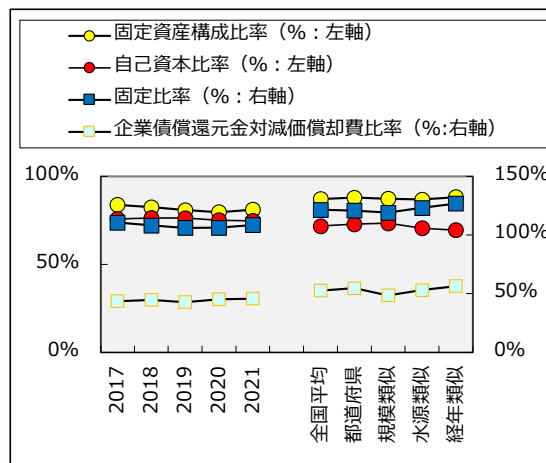 固定資産構成比率（%：左軸）
自己資本比率（%：左軸）
固定比率（%：右軸）
企業債償還元金対減価償却費比率（%:右軸）
100%
50%
0%
150%
100%
50%
0%
2017
2018
2019
2020
2021
全国平均
都道府県
規模類似
水源類似
経年類似